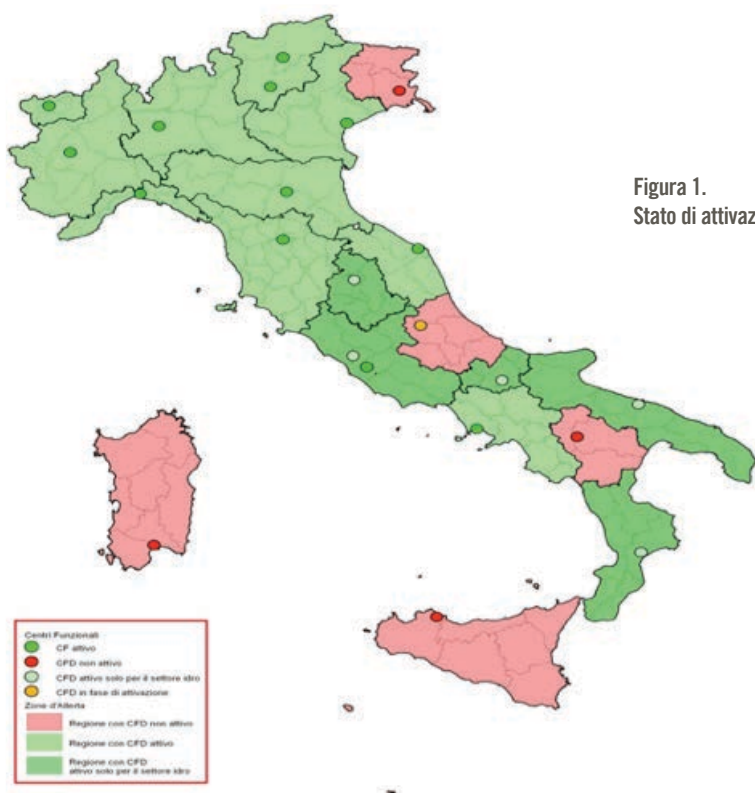 Figura 1.
Stato di attivaz
Centri Funzionali
CF attivo
CFD non attivo
CFD attivo solo per il settore idro
CFD in fase di attivazione
Zone d'Allerta
Regione con CFD non attivo
Regione con CFD attivo
Regione con CFD
attivo solo per il settore idro